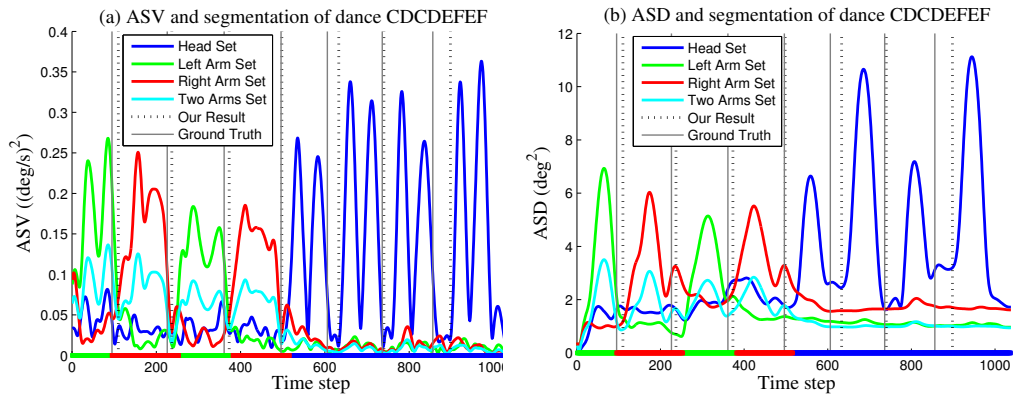 (a) ASV and segmentation of dance CDCDEFEF
0.4
0.35
0.3
0.25
0.2
0.15
0.1
0.05
0
ASV ((deg/s)²)
Head Set
Left Arm Set
Right Arm Set
Two Arms Set
Our Result
Ground Truth
0 200 400 600 800 100
Time step
(b) ASD and segmentation of dance CDCDEFEF
12
10
8
6
4
2
0
ASD (deg²)
Head Set
Left Arm Set
Right Arm Set
Two Arms Set
Our Result
Ground Truth
0 200 400 600 800 1000
Time step